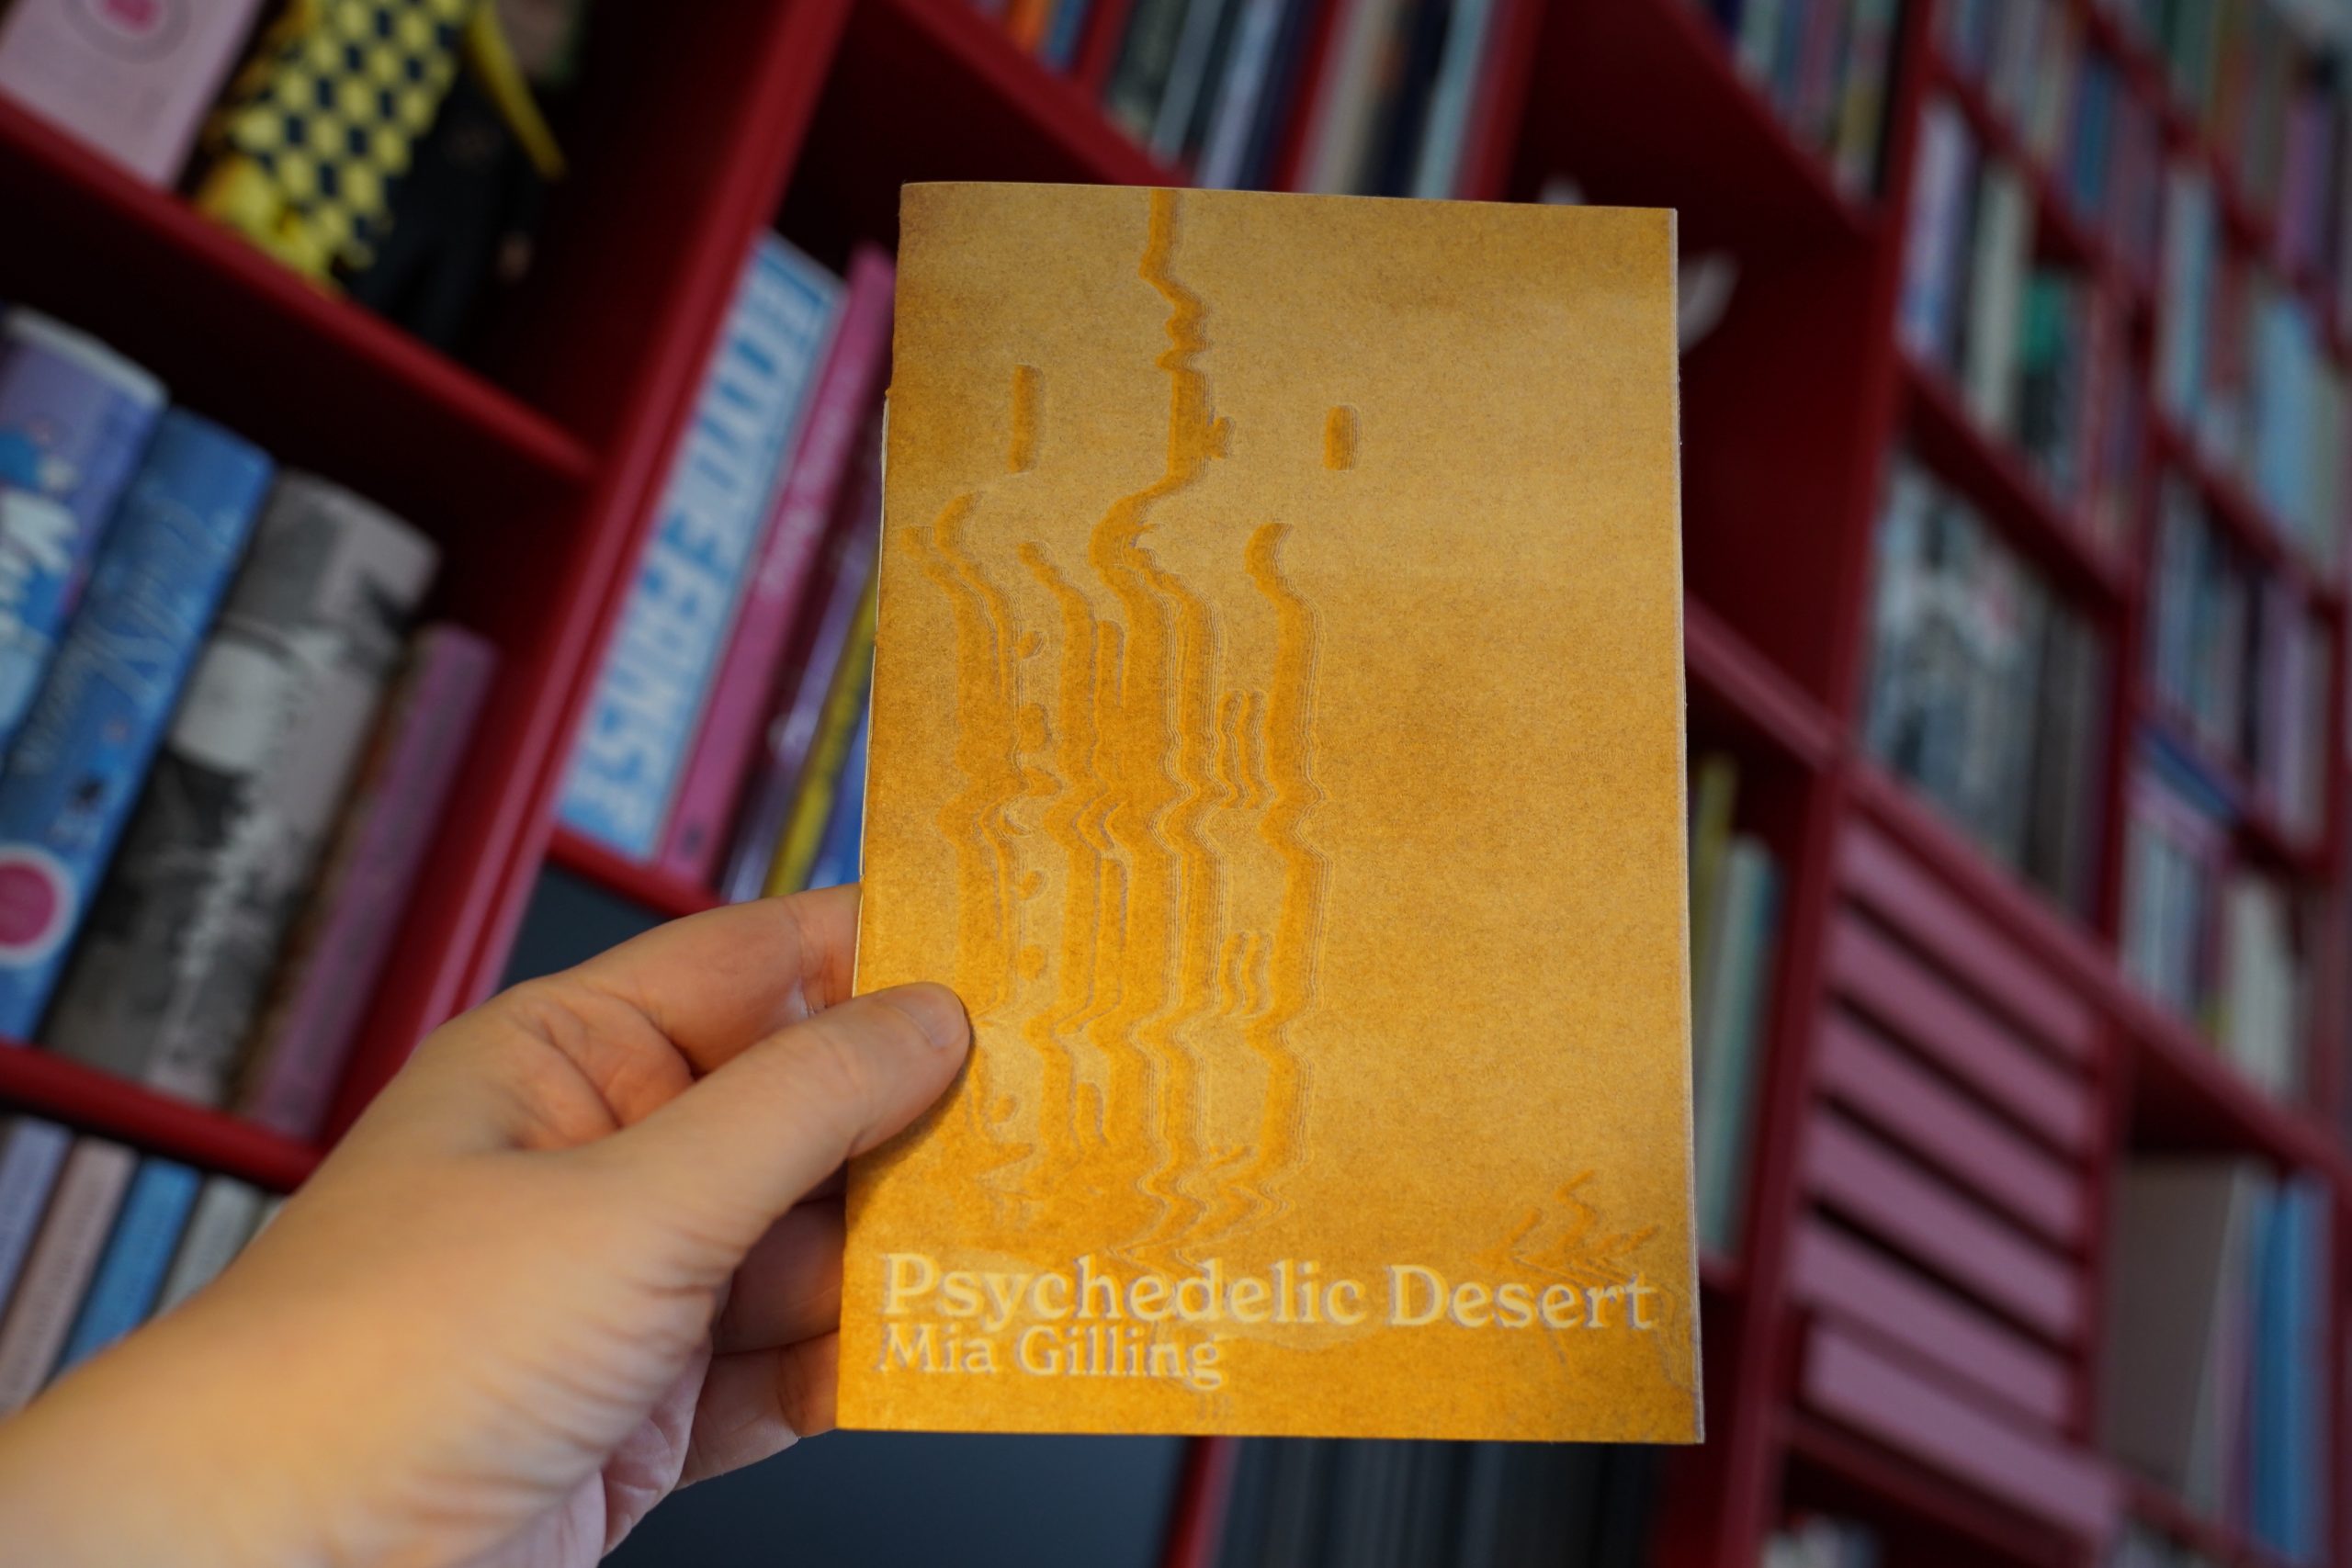 Psychedelic Desert
Mia Gilling